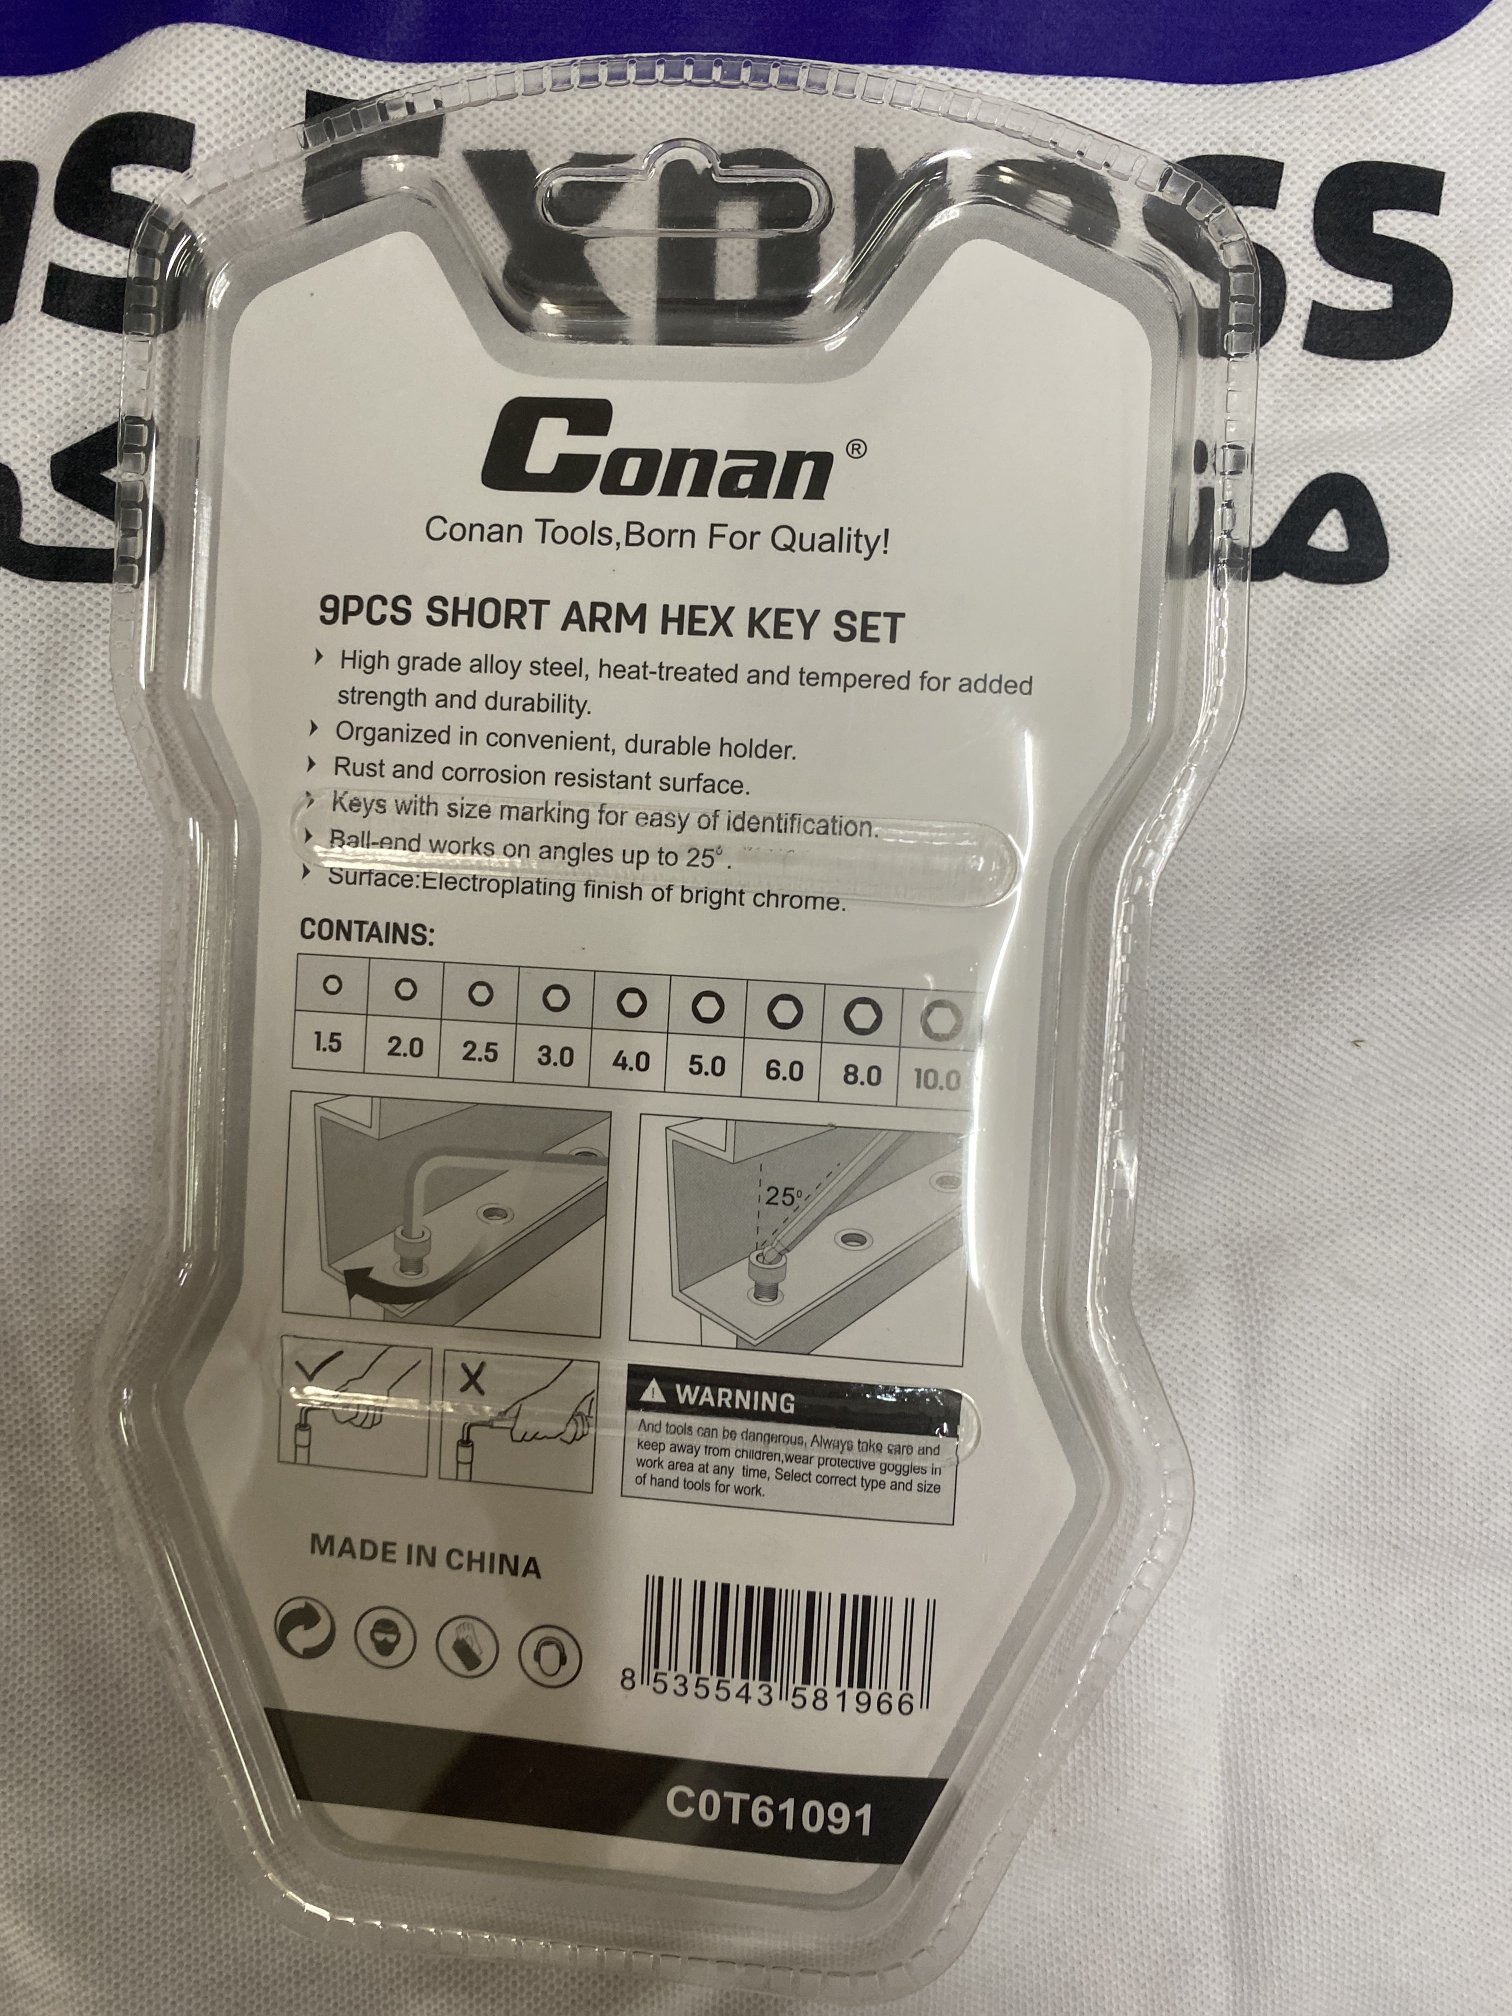 Express
Conan®
Conan Tools,Born For Quality!
9PCS SHORT ARM HEX KEY SET
High grade alloy steel, heat-treated and tempered for added
strength and durability.
Organized in convenient, durable holder.
Rust and corrosion resistant surface.
Keys with size marking for easy of identification.
Ball-end works on angles up to 25°.
Surface:Electroplating finish of bright chrome.
CONTAINS:
1.5 2.0 2.5 3.0 4.0 5.0 6.0 8.0 10.0
25°
WARNING
And tools can be dangerous, Always take care and
keep away from children,wear protective goggles in
work area at any time, Select correct type and size
of hand tools for work.
MADE IN CHINA
8 535543 581966
C0T61091